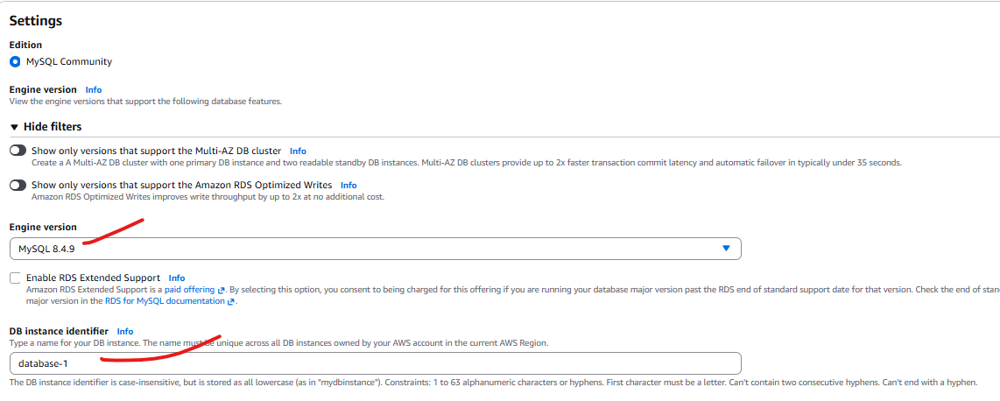 Settings
Edition
MySQL Community
Engine version Info
View the engine versions that support the following database features.
Hide filters
Show only versions that support the Multi-AZ DB cluster Info
Create a A Multi-AZ DB cluster with one primary DB instance and two readable standby DB instances. Multi-AZ DB clusters provide up to 2x faster transaction commit latency and automatic failover in typically under 35 seconds.
Show only versions that support the Amazon RDS Optimized Writes Info
Amazon RDS Optimized Writes improves write throughput by up to 2x at no additional cost.
Engine version
MySQL 8.4.9
Enable RDS Extended Support Info
Amazon RDS Extended Support is a paid offering. By selecting this option, you consent to being charged for this offering if you are running your database major version past the RDS end of standard support date for that version. Check the end of stan
major version in the RDS for MySQL documentation.
DB instance identifier Info
Type a name for your DB instance. The name must be unique across all DB instances owned by your AWS account in the current AWS Region.
database-1
The DB instance identifier is case-insensitive, but is stored as all lowercase (as in "mydbinstance"). Constraints: 1 to 63 alphanumeric characters or hyphens. First character must be a letter. Can't contain two consecutive hyphens. Can't end with a hyphen.